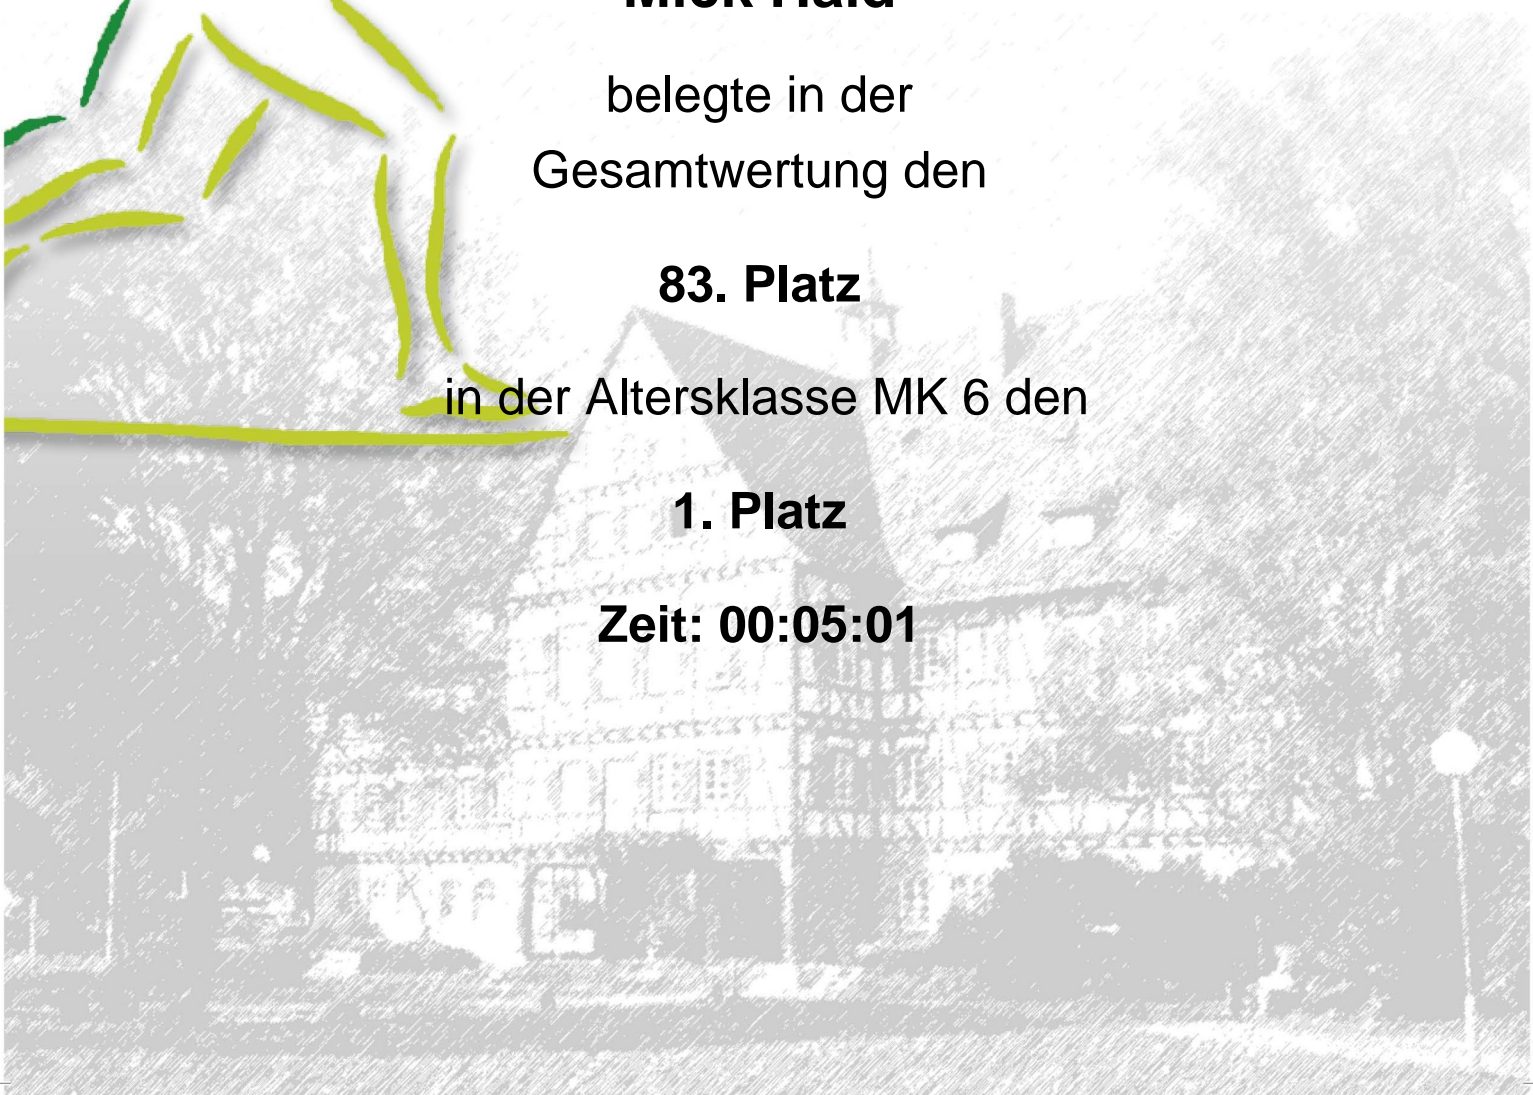 belegte in der
Gesamtwertung den
83. Platz
in der Altersklasse MK 6 den
1. Platz
Zeit: 00:05:01